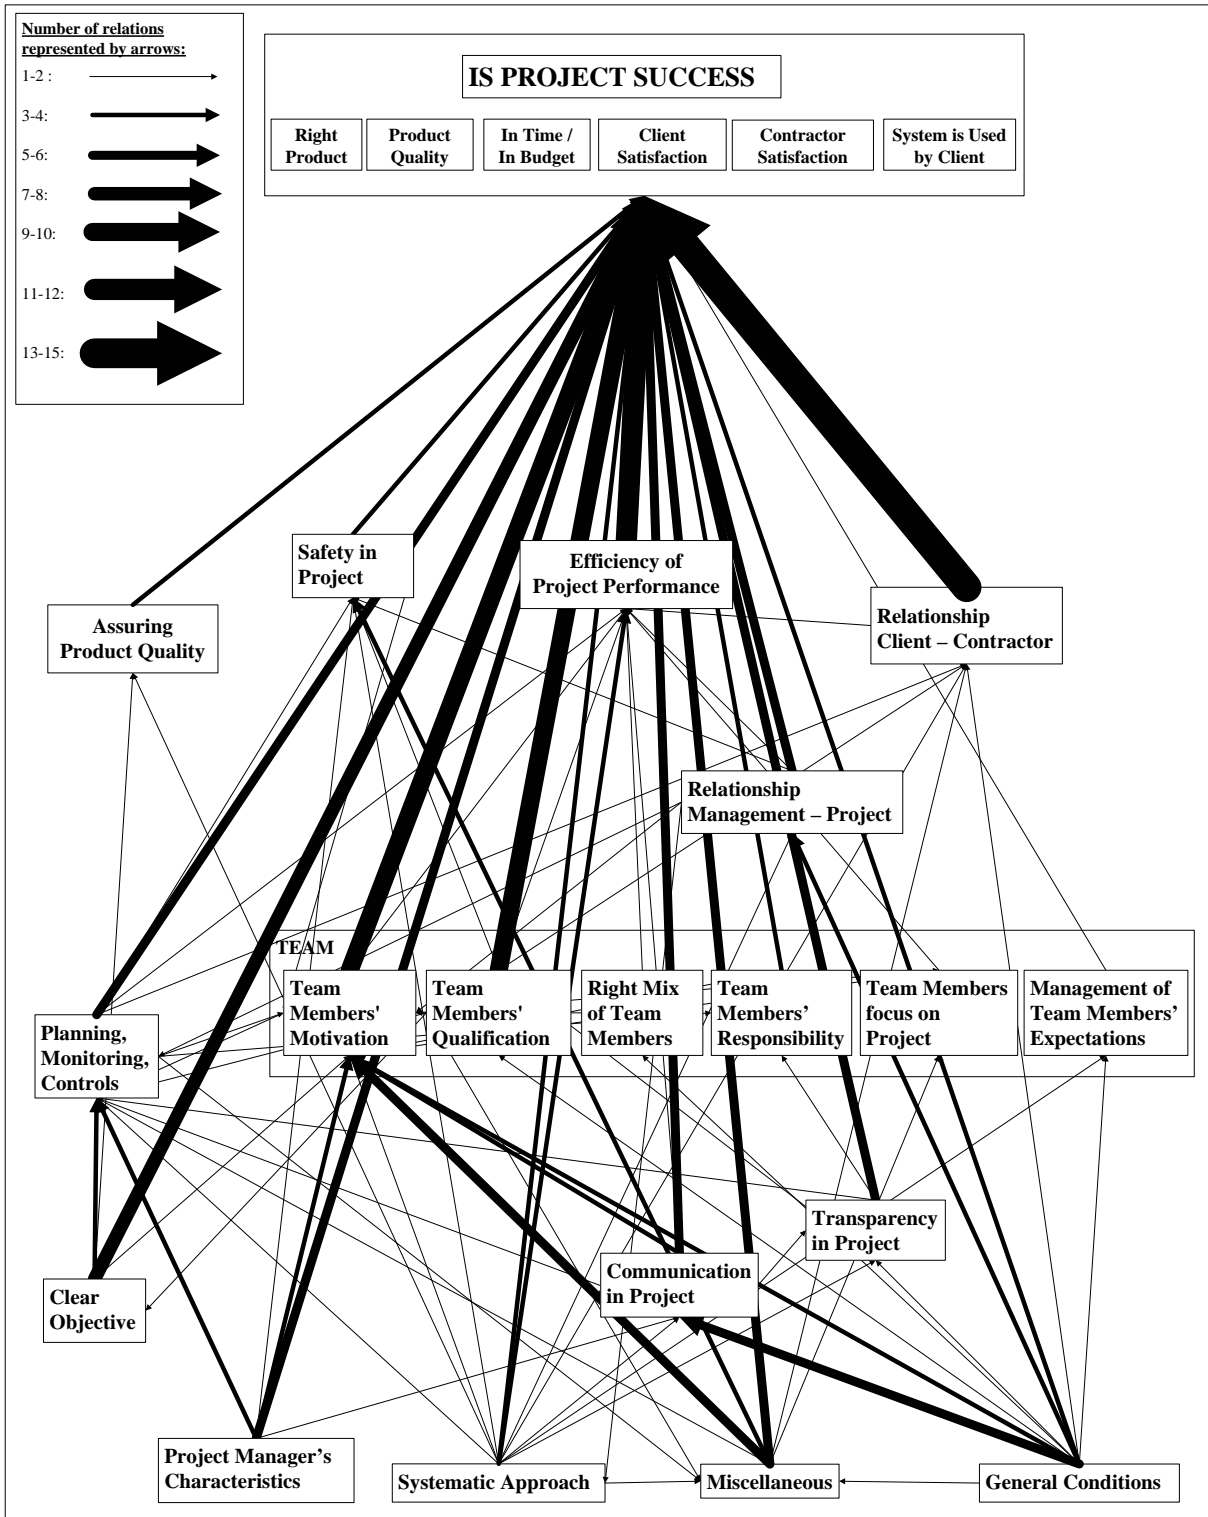 Number of relations
represented by arrows:
1-2 :
3-4:
5-6:
7-8:
9-10:
11-12:
13-15:
IS PROJECT SUCCESS
Right
Product
Product
Quality
In Time /
In Budget
Client
Satisfaction
Contractor
Satisfaction
System is Used
by Client
Safety in
Project
Efficiency of
Project Performance
Assuring
Product Quality
Relationship
Client – Contractor
Relationship
Management – Project
TEAM
Team
Members'
Motivation
Team
Members'
Qualification
Right Mix
of Team
Members
Team
Members’
Responsibility
Team Members
focus on
Project
Management of
Team Members’
Expectations
Planning,
Monitoring,
Controls
Transparency
in Project
Communication
in Project
Clear
Objective
Project Manager’s
Characteristics
Systematic Approach
Miscellaneous
General Conditions